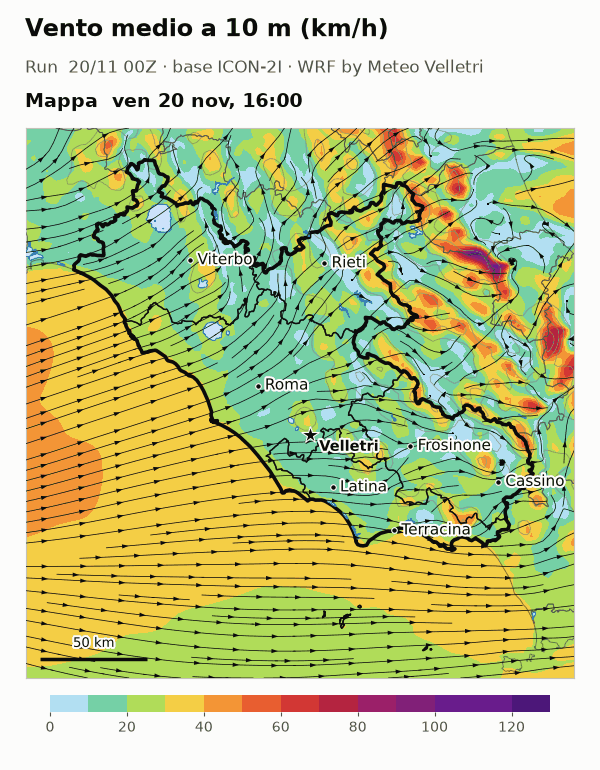 Vento medio a 10 m (km/h)
Run 20/11 00Z · base ICON-2I · WRF by Meteo Velletri
Mappa ven 20 nov, 16:00
Viterbo
Rieti
Roma
Velletri
Frosinone
Cassino
Latina
Terracina
50 km
0 20 40 60 80 100 120